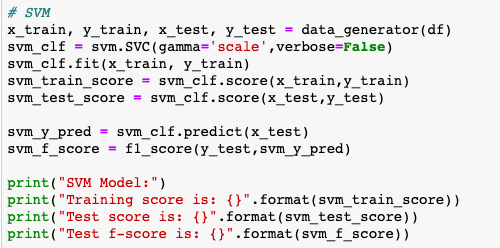 # SVM
x_train, y_train, x_test, y_test = data_generator(df)
svm_clf = svm.SVC(gamma='scale',verbose=False)
svm_clf.fit(x_train, y_train)
svm_train_score = svm_clf.score(x_train,y_train)
svm_test_score = svm_clf.score(x_test,y_test)

svm_y_pred = svm_clf.predict(x_test)
svm_f_score = f1_score(y_test,svm_y_pred)

print("SVM Model:")
print("Training score is: {}".format(svm_train_score))
print("Test score is: {}".format(svm_test_score))
print("Test f-score is: {}".format(svm_f_score))